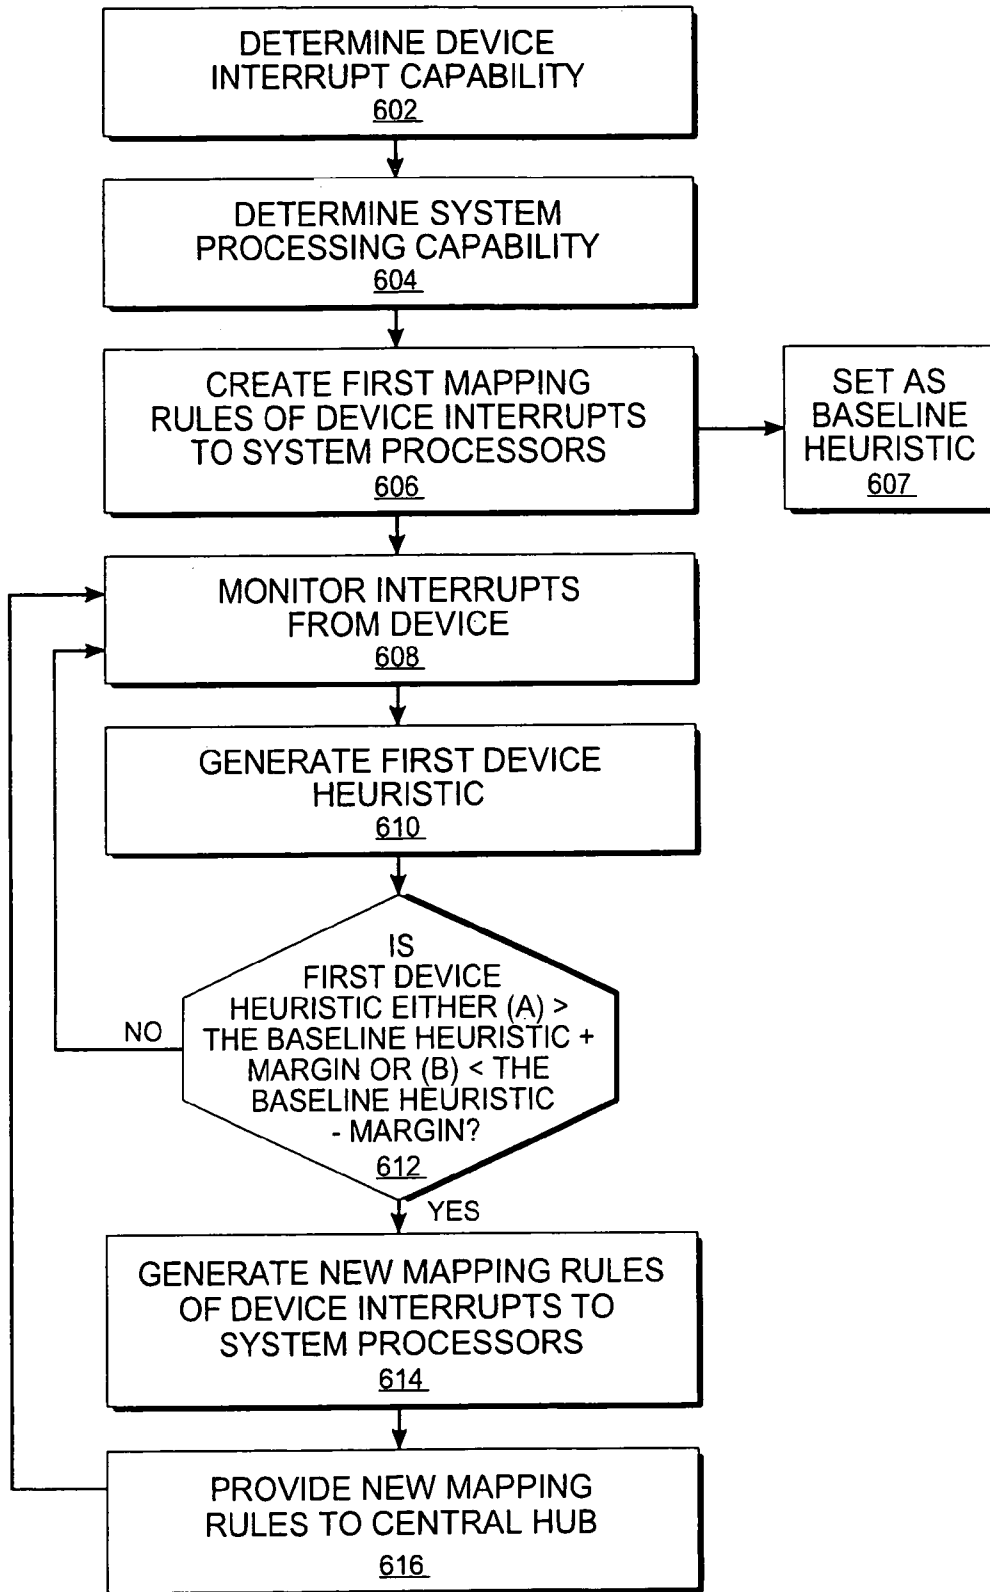 DETERMINE DEVICE
INTERRUPT CAPABILITY
602
DETERMINE SYSTEM
PROCESSING CAPABILITY
604
CREATE FIRST MAPPING
RULES OF DEVICE INTERRUPTS
TO SYSTEM PROCESSORS
606
SET AS
BASELINE
HEURISTIC
607
MONITOR INTERRUPTS
FROM DEVICE
608
GENERATE FIRST DEVICE
HEURISTIC
610
IS
FIRST DEVICE
HEURISTIC EITHER (A) >
THE BASELINE HEURISTIC +
MARGIN OR (B) < THE
BASELINE HEURISTIC
- MARGIN?
612
NO
YES
GENERATE NEW MAPPING RULES
OF DEVICE INTERRUPTS TO
SYSTEM PROCESSORS
614
PROVIDE NEW MAPPING
RULES TO CENTRAL HUB
616